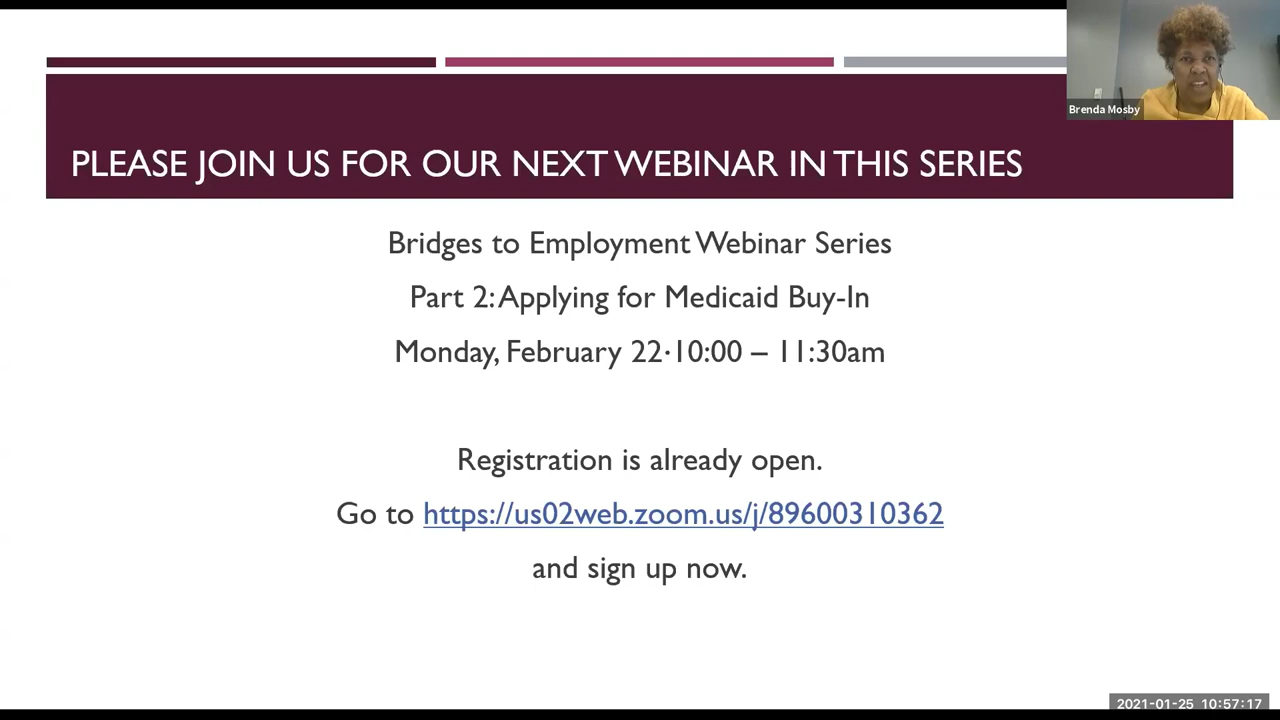 Brenda Mosby
PLEASE JOIN US FOR OUR NEXT WEBINAR IN THIS SERIES
Bridges to Employment Webinar Series
Part 2: Applying for Medicaid Buy-In
Monday, February 22·10:00 – 11:30am
Registration is already open.
Go to https://us02web.zoom.us/j/89600310362
and sign up now.
2021-01-25 10:57:17